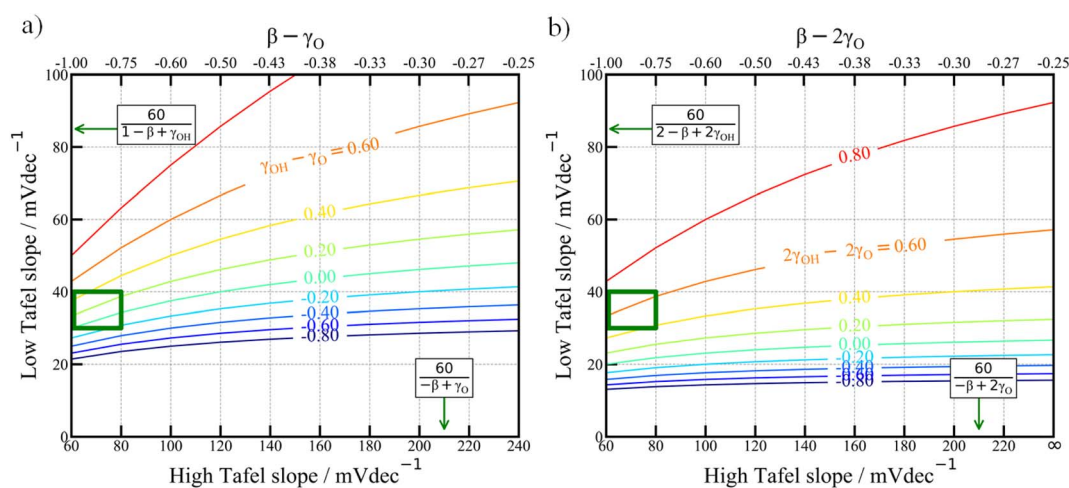 a)
β − γO
-1.00 -0.75 -0.60 -0.50 -0.43 -0.38 -0.33 -0.30 -0.27 -0.25
100
80
60
40
20
0
Low Tafel slope / mVdec⁻¹
60
1 − β + γOH
γOH − γO = 0.60
0.40
0.20
0.00
-0.20
-0.40
-0.60
-0.80
60
−β + γO
60 80 100 120 140 160 180 200 220 240
High Tafel slope / mVdec⁻¹
b)
β − 2γO
-1.00 -0.75 -0.60 -0.50 -0.43 -0.38 -0.33 -0.30 -0.27 -0.25
100
80
60
40
20
0
Low Tafel slope / mVdec⁻¹
60
2 − β + 2γOH
0.80
2γOH − 2γO = 0.60
0.40
0.20
0.00
-0.20
-0.40
-0.60
-0.80
60
−β + 2γO
60 80 100 120 140 160 180 200 220 ∞
High Tafel slope / mVdec⁻¹